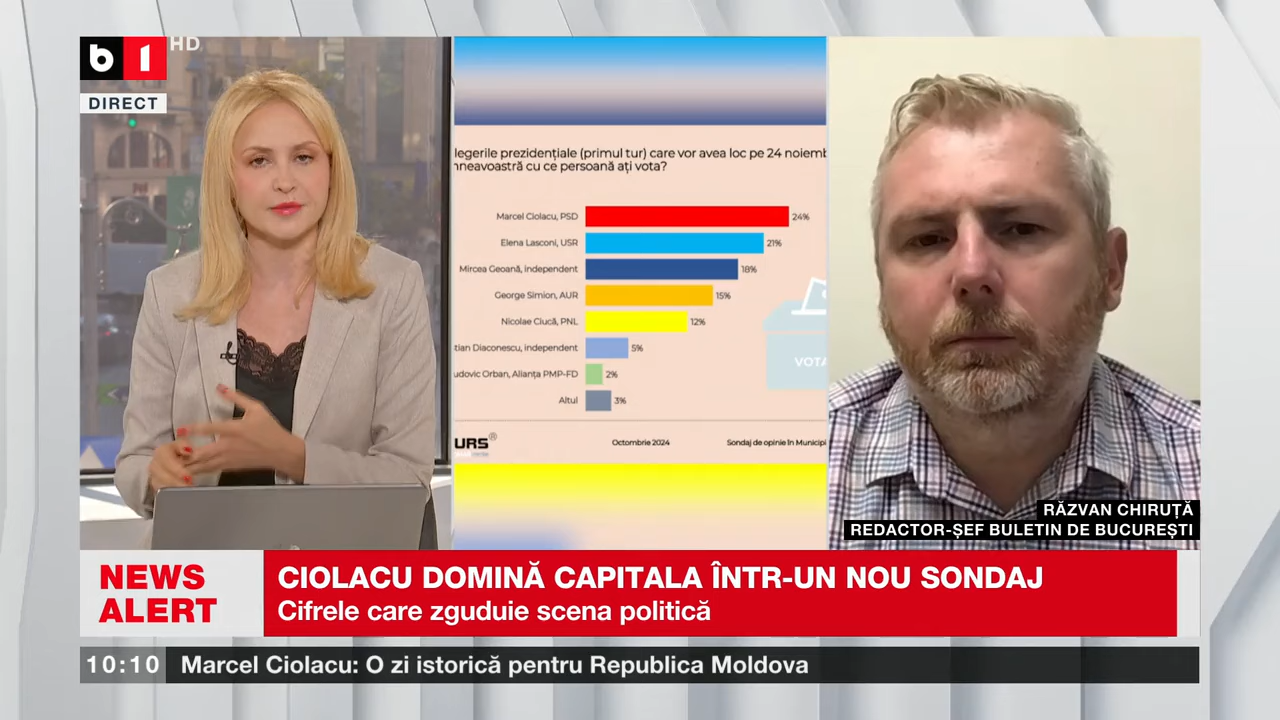 b1 HD
DIRECT
legerile prezidențiale (primul tur) care vor avea loc pe 24 noiemb
mneavoastră cu ce persoană ați vota?
Marcel Ciolacu, PSD 24%
Elena Lasconi, USR 21%
Mircea Geoană, independent 18%
George Simion, AUR 15%
Nicolae Ciucă, PNL 12%
tian Diaconescu, independent 5%
udovic Orban, Alianța PMP-FD 2%
Altul 3%
VOTA
URS®
Octombrie 2024
Sondaj de opinie în Municipi
RĂZVAN CHIRUȚĂ
REDACTOR-ȘEF BULETIN DE BUCUREȘTI
NEWS
ALERT
CIOLACU DOMINĂ CAPITALA ÎNTR-UN NOU SONDAJ
Cifrele care zguduie scena politică
10:10 Marcel Ciolacu: O zi istorică pentru Republica Moldova